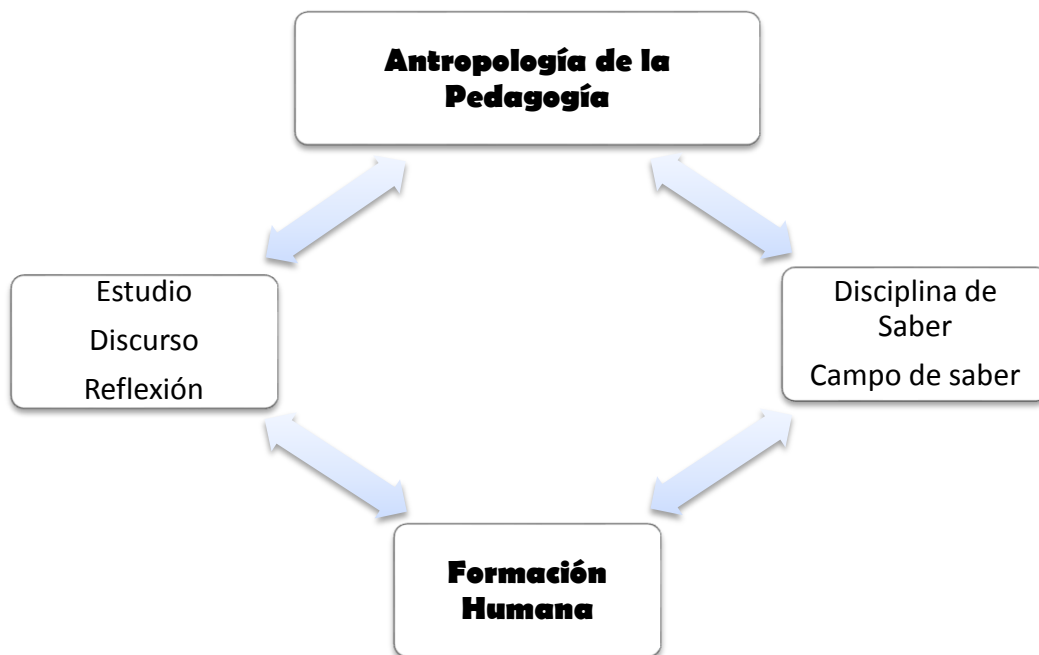 Antropología de la
Pedagogía
Estudio
Discurso
Reflexión
Disciplina de
Saber
Campo de saber
Formación
Humana